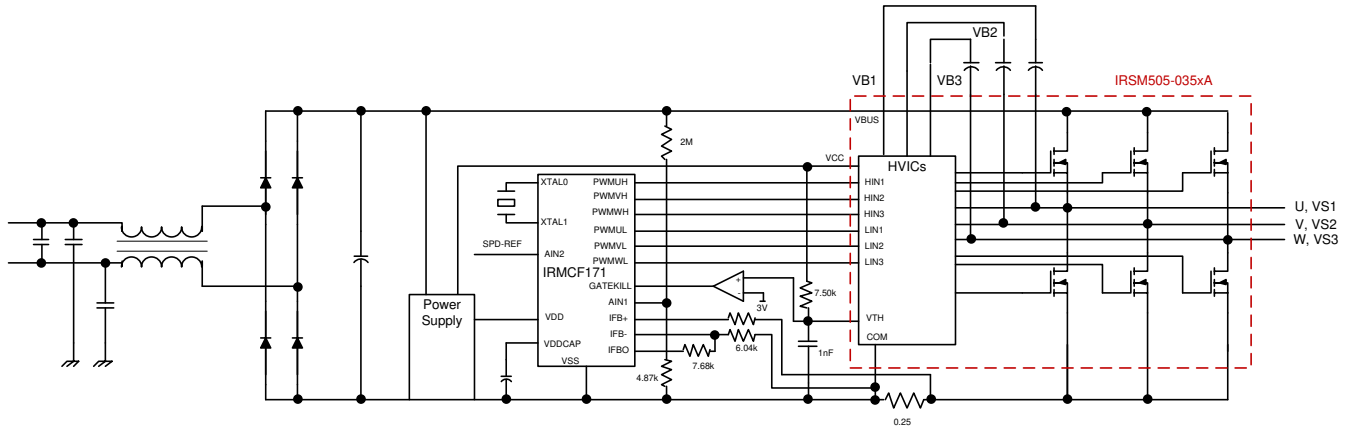 VB2
VB1
VB3
IRSM505-035xA
VBUS
2M
VCC
HVICs
XTAL0
PWMUH
HIN1
PWMVH
HIN2
U, VS1
XTAL1
PWMWH
HIN3
V, VS2
PWMUL
LIN1
W, VS3
SPD-REF
AIN2
PWMVL
LIN2
IRMCF171
PWMWL
LIN3
GATEKILL
+
-
3V
7.50k
Power
Supply
AIN1
VDD
IFB+
VTH
IFB-
6.04k
COM
VDDCAP
IFBO
7.68k
1nF
VSS
4.87k
0.25